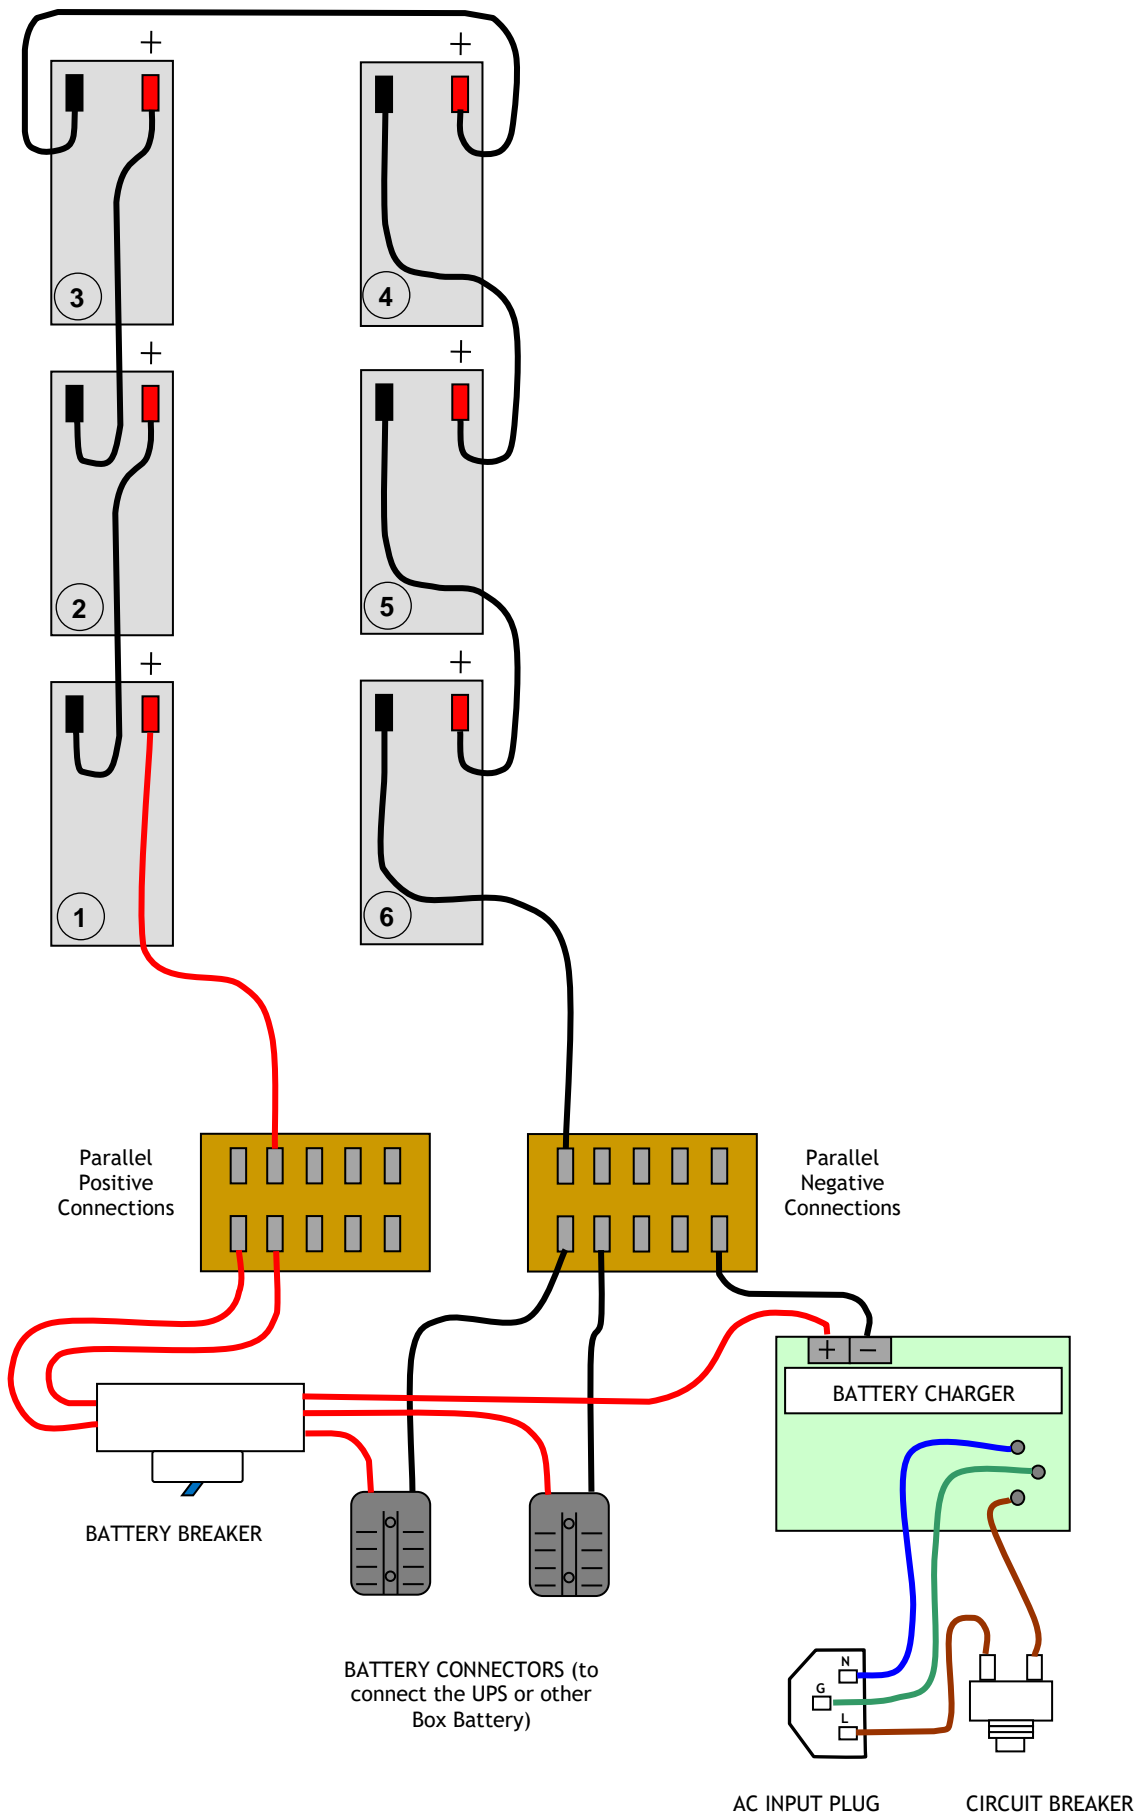 +
+
3
4
+
+
2
5
+
+
1
6
Parallel
Positive
Connections
Parallel
Negative
Connections
+ −
BATTERY CHARGER
BATTERY BREAKER
BATTERY CONNECTORS (to
connect the UPS or other
Box Battery)
N
G
L
AC INPUT PLUG
CIRCUIT BREAKER